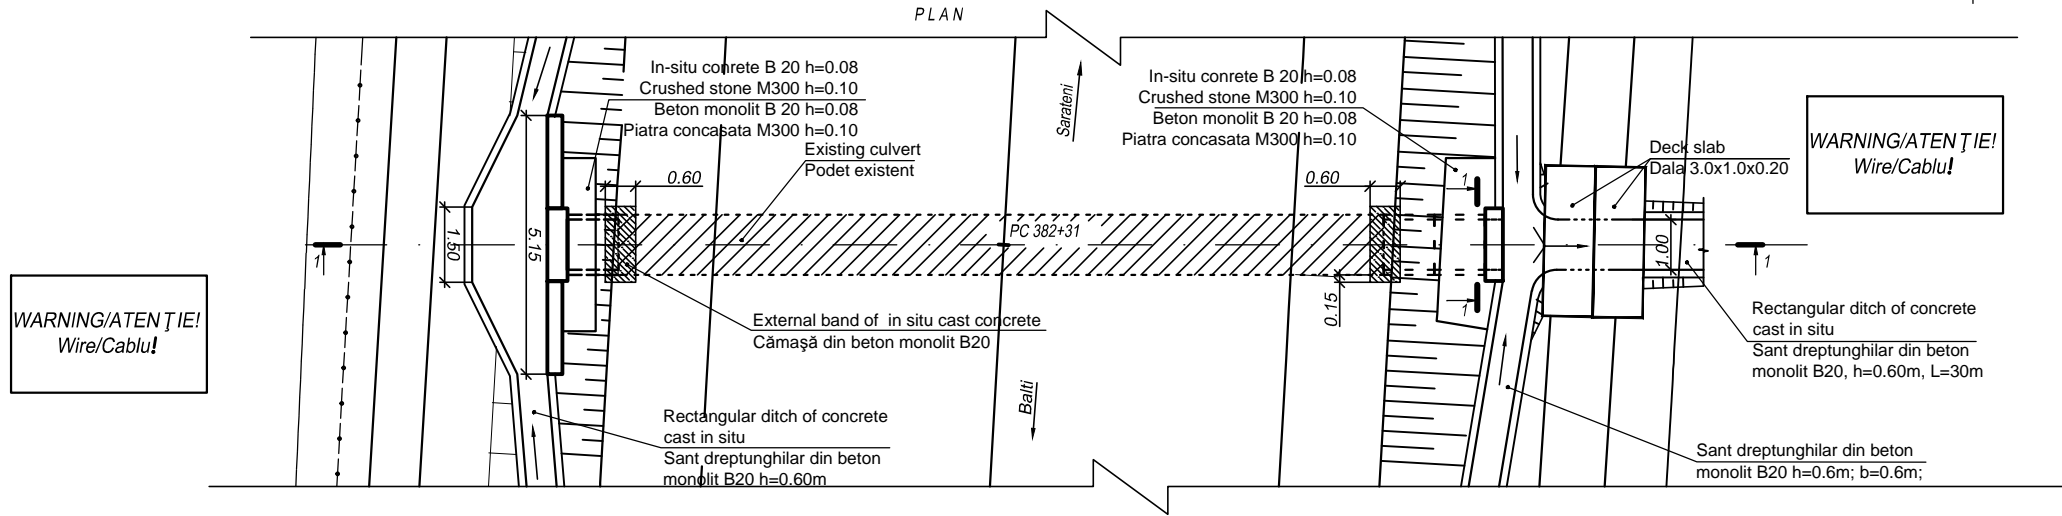 PLAN
In-situ conrete B 20 h=0.08
Crushed stone M300 h=0.10
Beton monolit B 20 h=0.08
Piatra concasata M300 h=0.10
Existing culvert
Podet existent
0.60
Sarateni
In-situ conrete B 20 h=0.08
Crushed stone M300 h=0.10
Beton monolit B 20 h=0.08
Piatra concasata M300 h=0.10
0.60
Deck slab
Dala 3.0x1.0x0.20
WARNING/ATENŢIE!
Wire/Cablu!
1
1.50
5.15
PC 382+31
1
1
1.00
1
0.15
WARNING/ATENŢIE!
Wire/Cablu!
External band of in situ cast concrete
Cămaşă din beton monolit B20
Balti
Rectangular ditch of concrete
cast in situ
Sant dreptunghilar din beton
monolit B20, h=0.60m, L=30m
Rectangular ditch of concrete
cast in situ
Sant dreptunghilar din beton
monolit B20 h=0.60m
Sant dreptunghilar din beton
monolit B20 h=0.6m; b=0.6m;